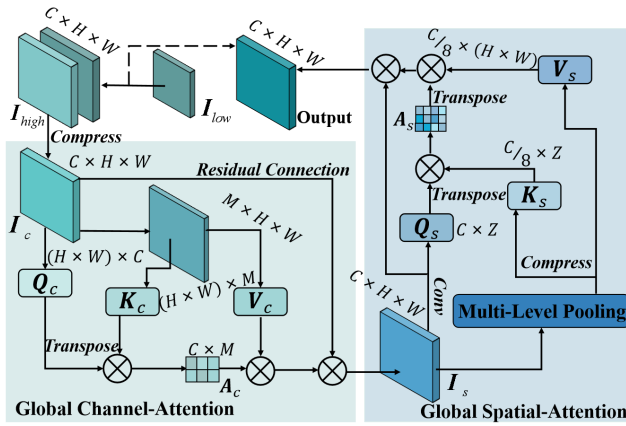 C × H × W
C × H × W
C/8 × (H × W)
V_s
I_high
I_low
Output
Transpose
A_s
Compress
C × H × W
Residual Connection
C/8 × Z
Transpose
K_s
M × H × W
I_c
Q_s
C × Z
(H × W) × C
Q_c
K_c
(H × W) × M
V_c
C × H × W
Conv
Compress
Multi-Level Pooling
Transpose
C × M
A_c
I_s
Global Channel-Attention
Global Spatial-Attention